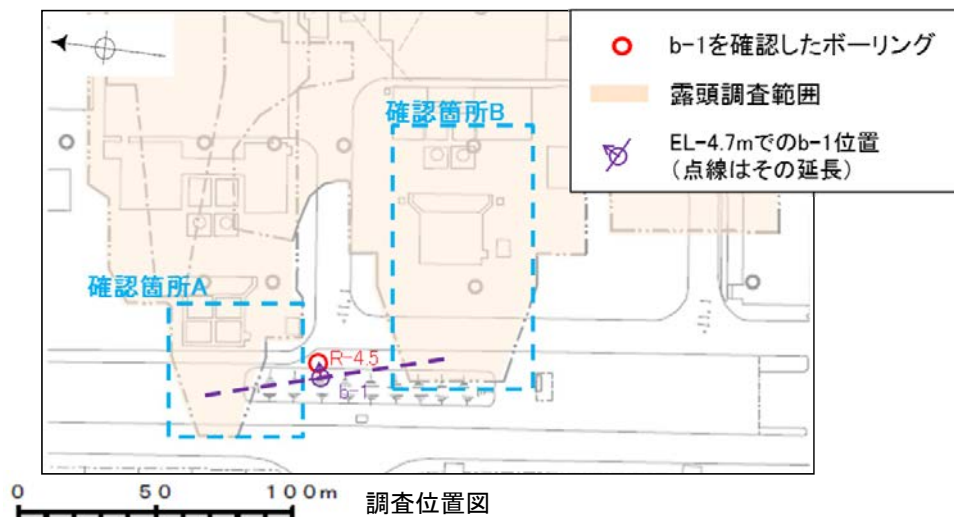 b-1を確認したボーリング
露頭調査範囲
EL-4.7mでのb-1位置
(点線はその延長)
確認箇所B
確認箇所A
R-4.5
b-1
0 50 100m
調査位置図